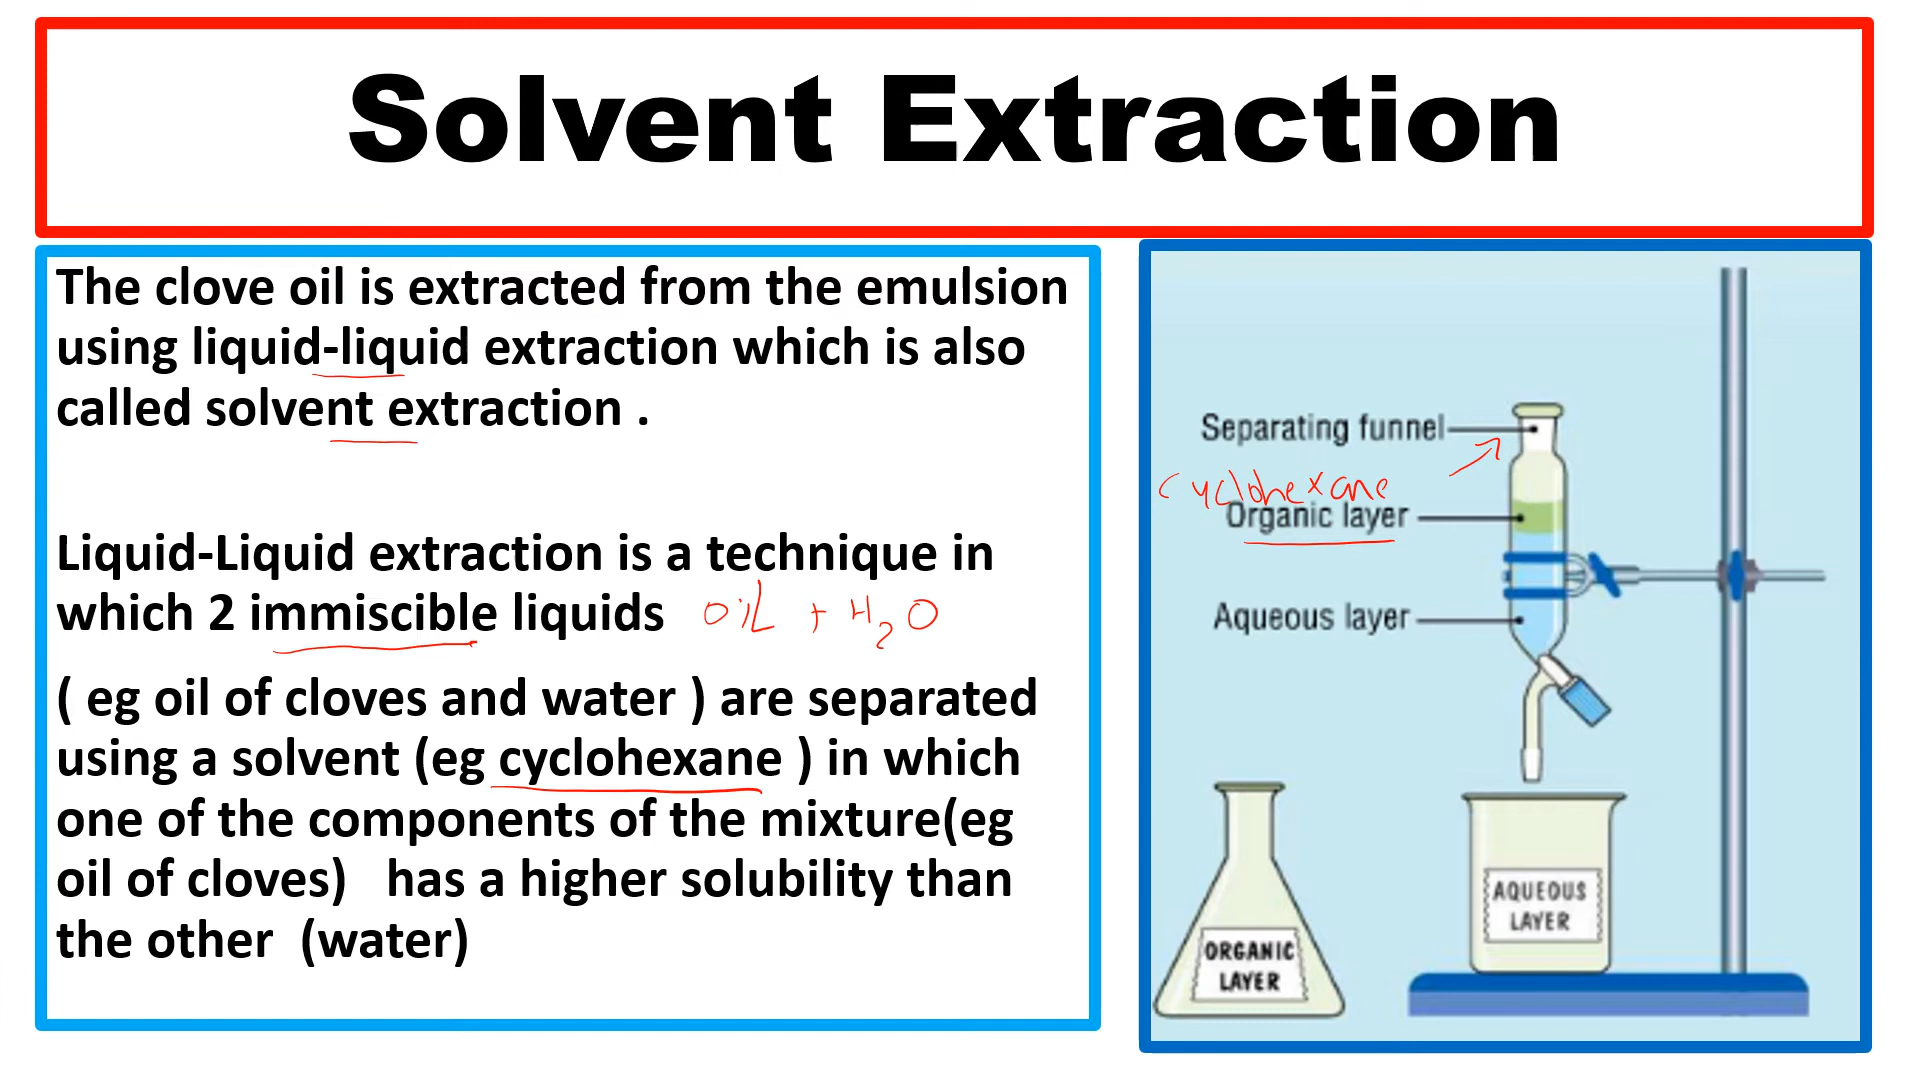 Solvent Extraction
The clove oil is extracted from the emulsion
using liquid-liquid extraction which is also
called solvent extraction .
Liquid-Liquid extraction is a technique in
which 2 immiscible liquids oil + H₂O
( eg oil of cloves and water ) are separated
using a solvent (eg cyclohexane ) in which
one of the components of the mixture(eg
oil of cloves) has a higher solubility than
the other (water)
Separating funnel
cyclohexane
Organic layer
Aqueous layer
AQUEOUS
LAYER
ORGANIC
LAYER